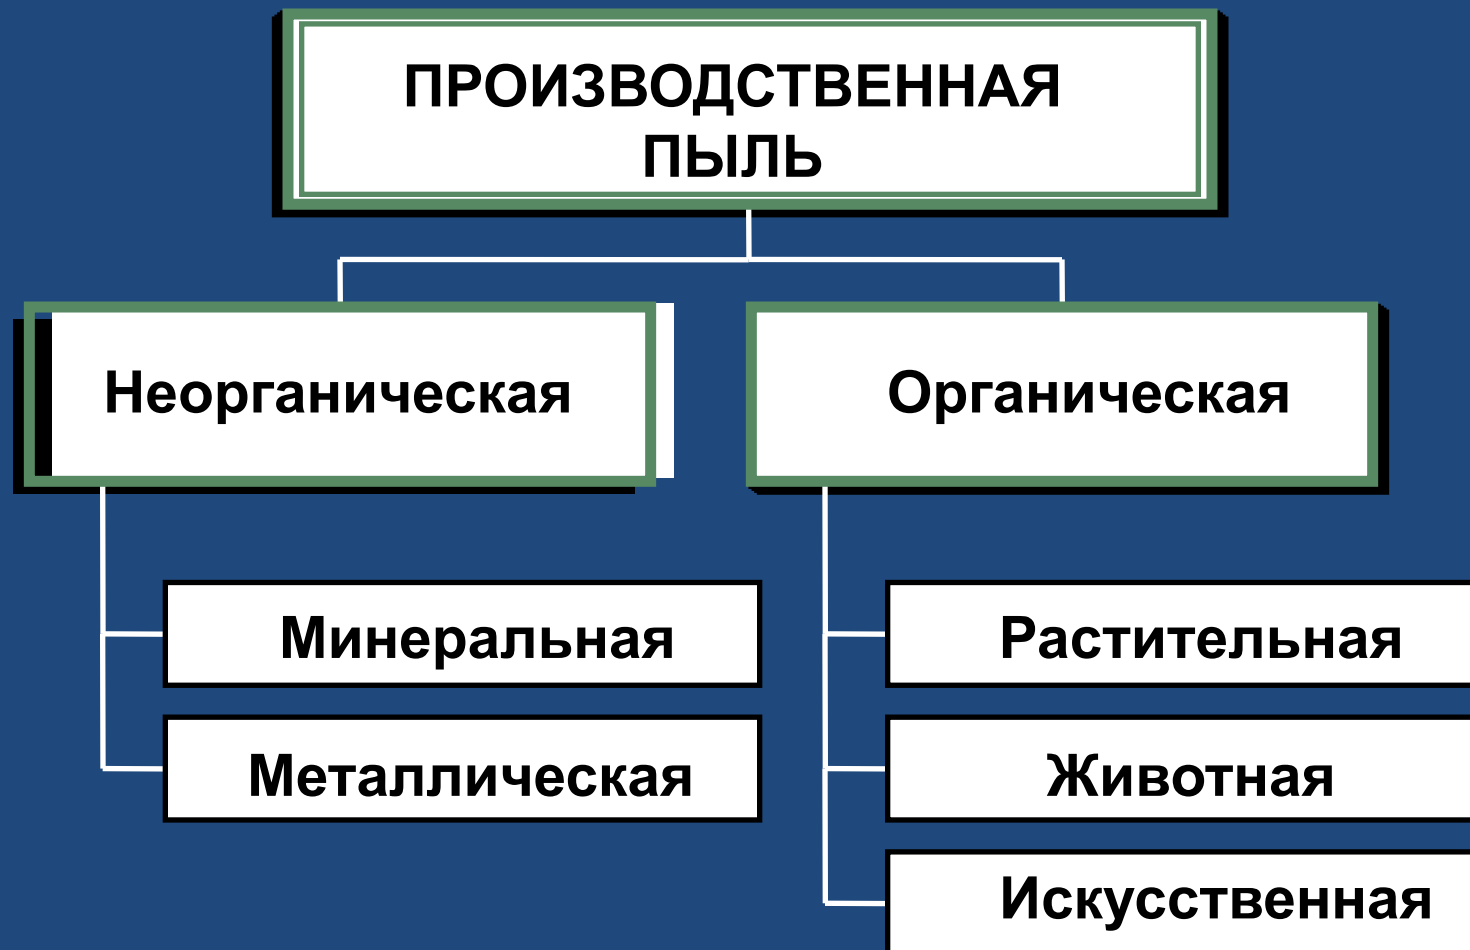 ПРОИЗВОДСТВЕННАЯ
ПЫЛЬ
Неорганическая
Органическая
Минеральная
Металлическая
Растительная
Животная
Искусственная